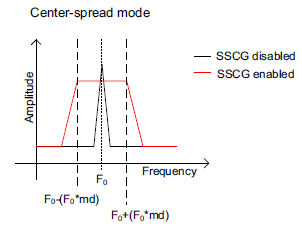 Center-spread mode
SSCG disabled
SSCG enabled
Amplitude
Frequency
F0
F0-(F0*md)
F0+(F0*md)